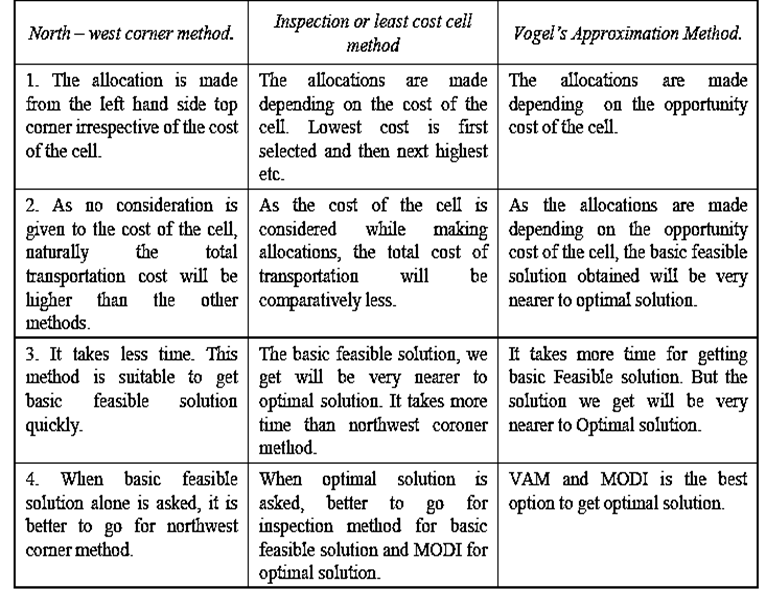 North – west corner method.
Inspection or least cost cell
method
Vogel's Approximation Method.
1. The allocation is made
from the left hand side top
corner irrespective of the cost
of the cell.
The allocations are made
depending on the cost of the
cell. Lowest cost is first
selected and then next highest
etc.
The allocations are made
depending on the opportunity
cost of the cell.
2. As no consideration is
given to the cost of the cell,
naturally the total
transportation cost will be
higher than the other
methods.
As the cost of the cell is
considered while making
allocations, the total cost of
transportation will be
comparatively less.
As the allocations are made
depending on the opportunity
cost of the cell, the basic feasible
solution obtained will be very
nearer to optimal solution.
3. It takes less time. This
method is suitable to get
basic feasible solution
quickly.
The basic feasible solution, we
get will be very nearer to
optimal solution. It takes more
time than northwest coroner
method.
It takes more time for getting
basic Feasible solution. But the
solution we get will be very
nearer to Optimal solution.
4. When basic feasible
solution alone is asked, it is
better to go for northwest
corner method.
When optimal solution is
asked, better to go for
inspection method for basic
feasible solution and MODI for
optimal solution.
VAM and MODI is the best
option to get optimal solution.